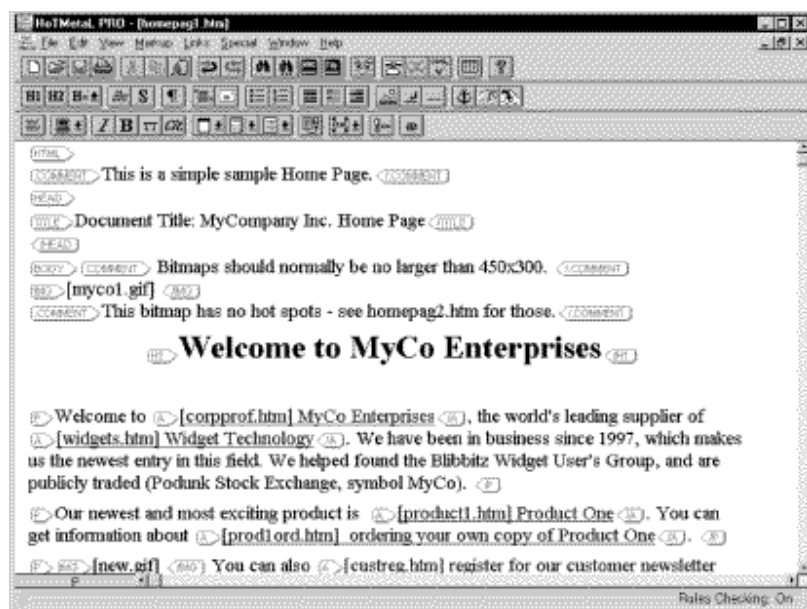 HoTMetaL PRO - [homepag1.htm]
File Edit View Markup Links Special Window Help
H1 H2 H- S ¶ ?
I B TT
HTML
COMMENT This is a simple sample Home Page. /COMMENT
HEAD
TITLE Document Title: MyCompany Inc. Home Page /TITLE
/HEAD
BODY COMMENT Bitmaps should normally be no larger than 450x300. /COMMENT
IMG [myco1.gif] /IMG
COMMENT This bitmap has no hot spots - see homepag2.htm for those. /COMMENT
H1 Welcome to MyCo Enterprises /H1
P Welcome to A [corpprof.htm] MyCo Enterprises /A , the world's leading supplier of
A [widgets.htm] Widget Technology /A . We have been in business since 1997, which makes
us the newest entry in this field. We helped found the Blibbitz Widget User's Group, and are
publicly traded (Podunk Stock Exchange, symbol MyCo). /P
P Our newest and most exciting product is A [product1.htm] Product One /A . You can
get information about A [prod1ord.htm] ordering your own copy of Product One /A . /P
P IMG [new.gif] /IMG You can also A [custreg.htm] register for our customer newsletter
P
Rules Checking: On